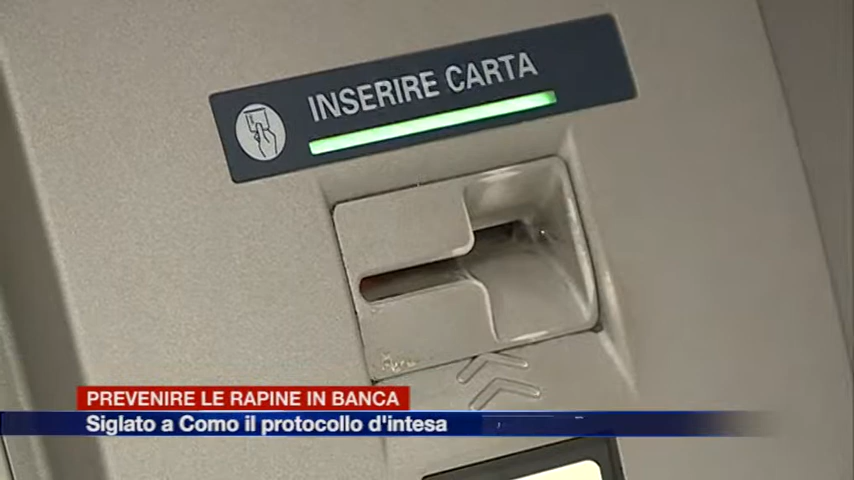 INSERIRE CARTA
PREVENIRE LE RAPINE IN BANCA
Siglato a Como il protocollo d'intesa